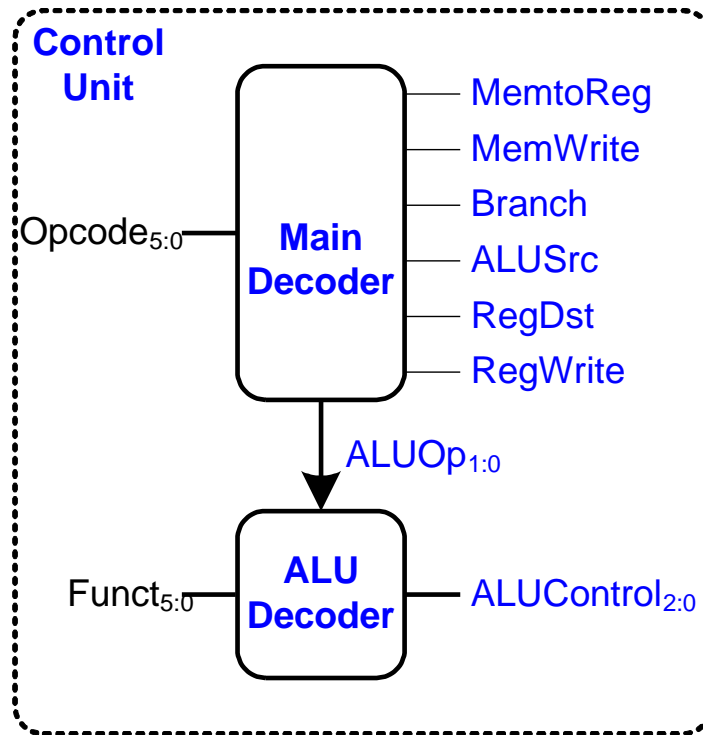 Control
Unit
MemtoReg
MemWrite
Branch
Opcode5:0
Main
Decoder
ALUSrc
RegDst
RegWrite
ALUOp1:0
Funct5:0
ALU
Decoder
ALUControl2:0